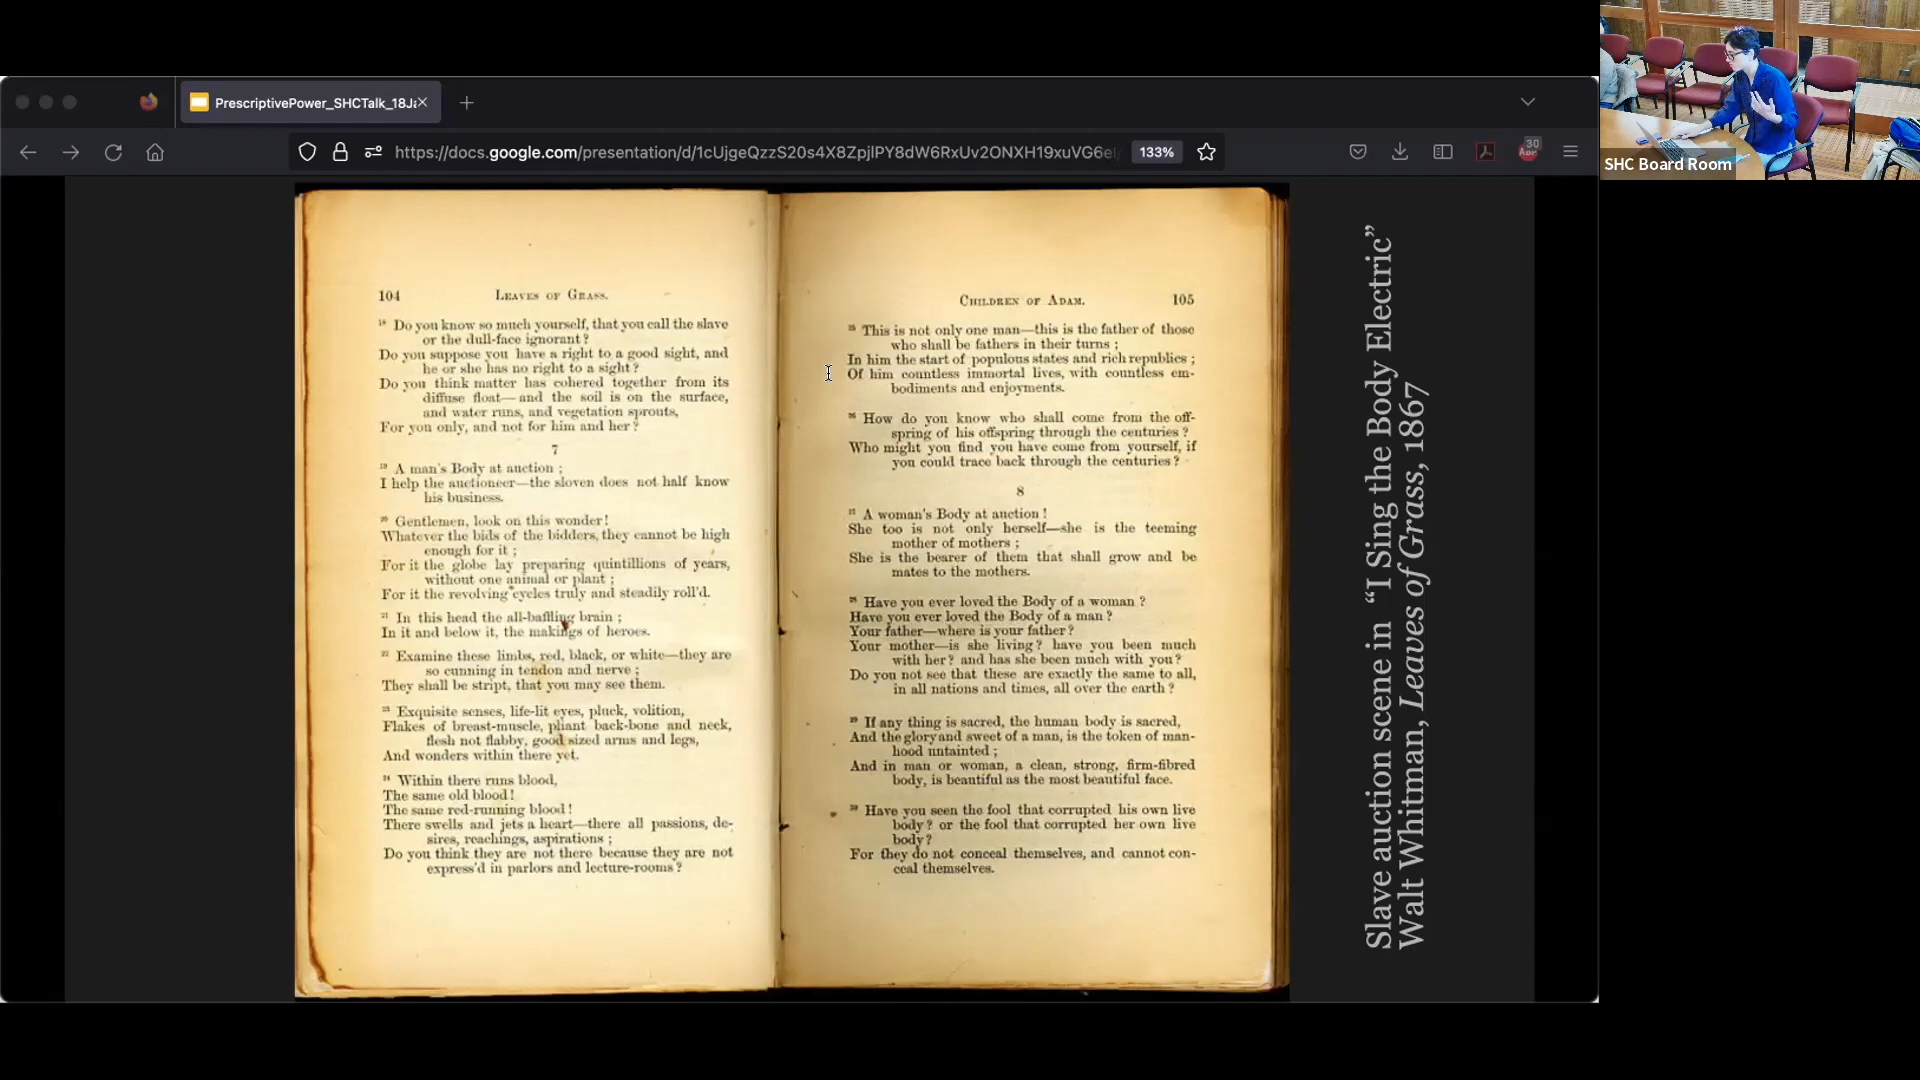 PrescriptivePower_SHCTalk_18Ja
https://docs.google.com/presentation/d/1cUjgeQzzS20s4X8ZpjlPY8dW6RxUv2ONXH19xuVG6e
133%
30
SHC Board Room
104 LEAVES OF GRASS.
18 Do you know so much yourself, that you call the slave
or the dull-face ignorant?
Do you suppose you have a right to a good sight, and
he or she has no right to a sight?
Do you think matter has cohered together from its
diffuse float—and the soil is on the surface,
and water runs, and vegetation sprouts,
For you only, and not for him and her?
7
19 A man's Body at auction;
I help the auctioneer—the sloven does not half know
his business.
20 Gentlemen, look on this wonder!
Whatever the bids of the bidders, they cannot be high
enough for it;
For it the globe lay preparing quintillions of years,
without one animal or plant;
For it the revolving cycles truly and steadily roll'd.
21 In this head the all-baffling brain;
In it and below it, the makings of heroes.
22 Examine these limbs, red, black, or white—they are
so cunning in tendon and nerve;
They shall be stript, that you may see them.
23 Exquisite senses, life-lit eyes, pluck, volition,
Flakes of breast-muscle, pliant back-bone and neck,
flesh not flabby, good sized arms and legs,
And wonders within there yet.
24 Within there runs blood,
The same old blood!
The same red-running blood!
There swells and jets a heart—there all passions, de-
sires, reachings, aspirations;
Do you think they are not there because they are not
express'd in parlors and lecture-rooms?
CHILDREN OF ADAM. 105
25 This is not only one man—this is the father of those
who shall be fathers in their turns;
In him the start of populous states and rich republics;
Of him countless immortal lives, with countless em-
bodiments and enjoyments.
26 How do you know who shall come from the off-
spring of his offspring through the centuries?
Who might you find you have come from yourself, if
you could trace back through the centuries?
8
27 A woman's Body at auction!
She too is not only herself—she is the teeming
mother of mothers;
She is the bearer of them that shall grow and be
mates to the mothers.
28 Have you ever loved the Body of a woman?
Have you ever loved the Body of a man?
Your father—where is your father?
Your mother—is she living? have you been much
with her? and has she been much with you?
Do you not see that these are exactly the same to all,
in all nations and times, all over the earth?
29 If any thing is sacred, the human body is sacred,
And the glory and sweet of a man, is the token of man-
hood untainted;
And in man or woman, a clean, strong, firm-fibred
body, is beautiful as the most beautiful face.
30 Have you seen the fool that corrupted his own live
body? or the fool that corrupted her own live
body?
For they do not conceal themselves, and cannot con-
ceal themselves.
Slave auction scene in “I Sing the Body Electric”
Walt Whitman, Leaves of Grass, 1867